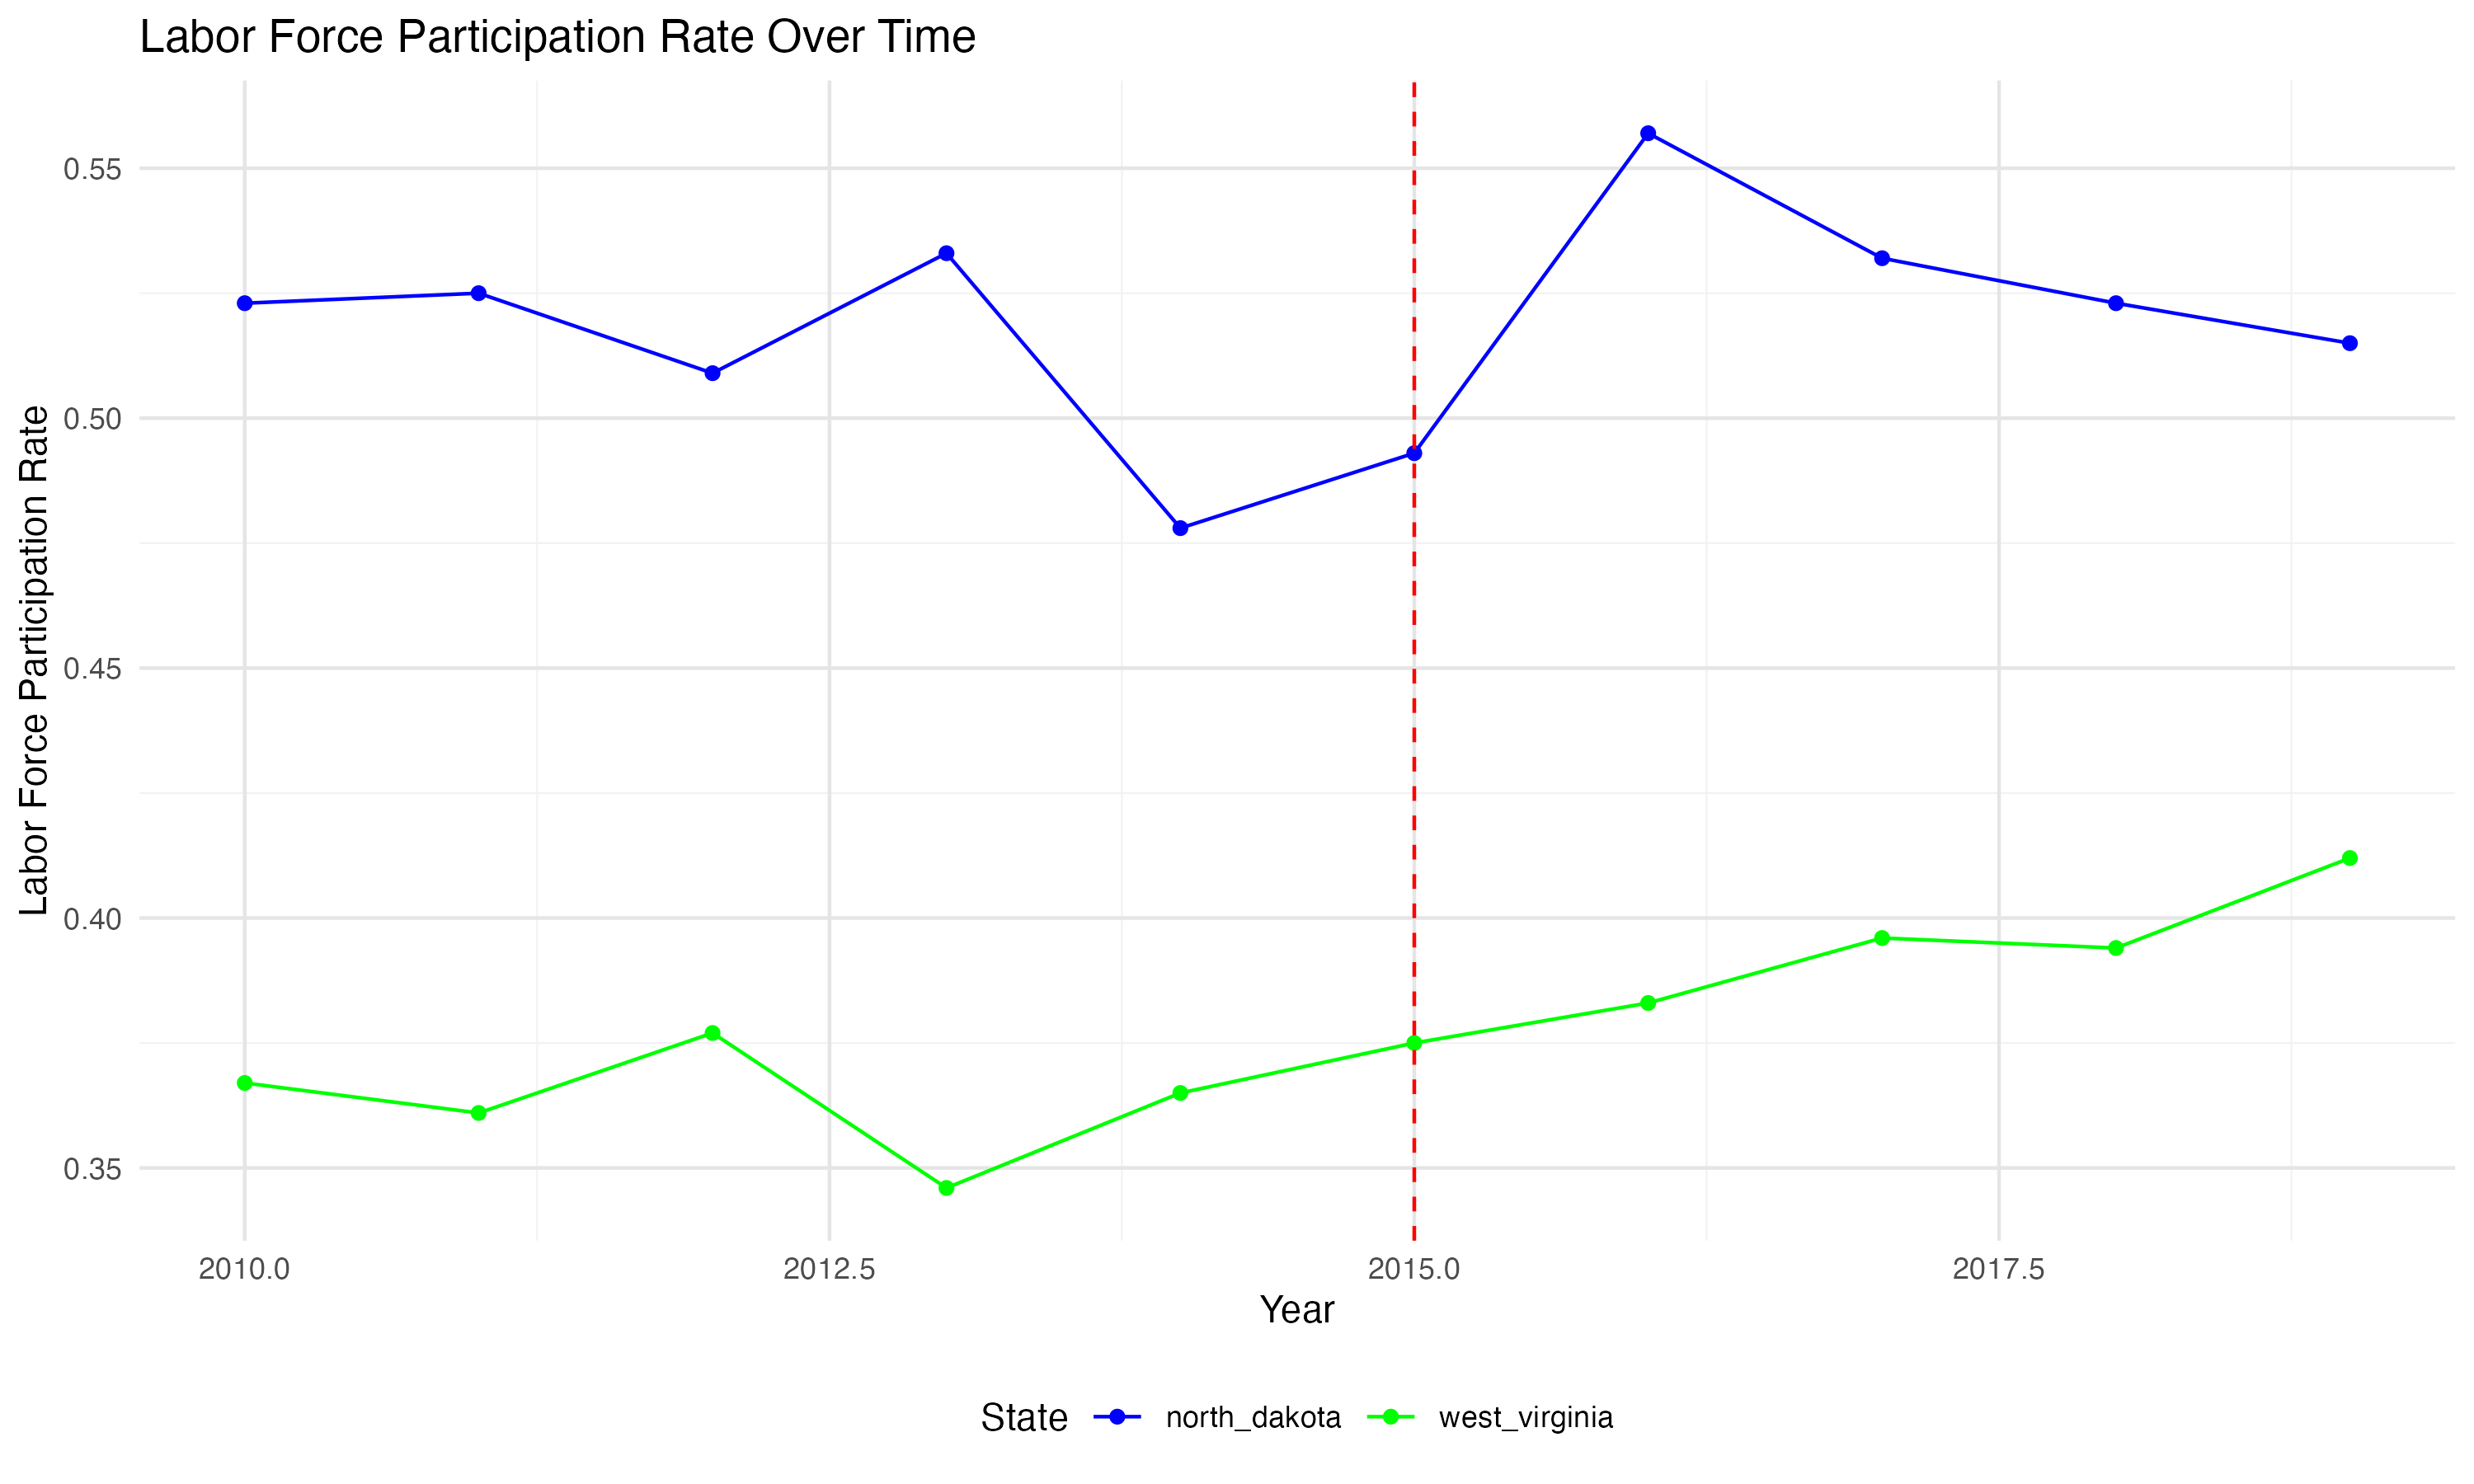 Labor Force Participation Rate Over Time
Labor Force Participation Rate
0.55
0.50
0.45
0.40
0.35
2010.0 2012.5 2015.0 2017.5
Year
State north_dakota west_virginia